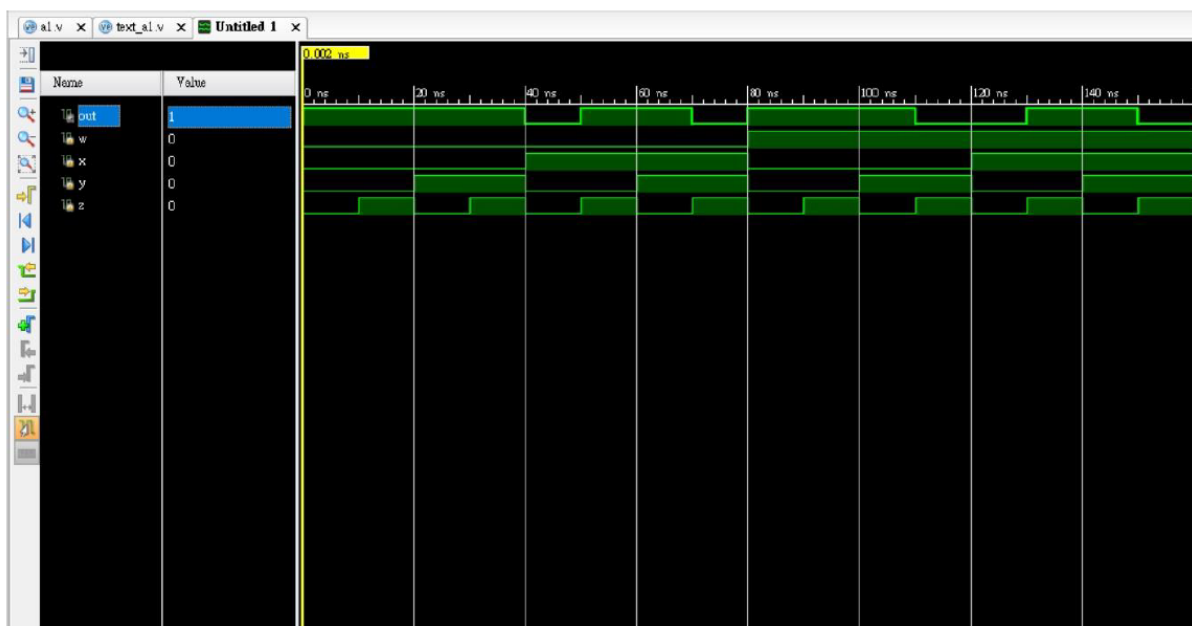 a1.v text_a1.v Untitled 1
0.002 ns
Name Value
0 ns 20 ns 40 ns 60 ns 80 ns 100 ns 120 ns 140 ns
out 1
w 0
x 0
y 0
z 0